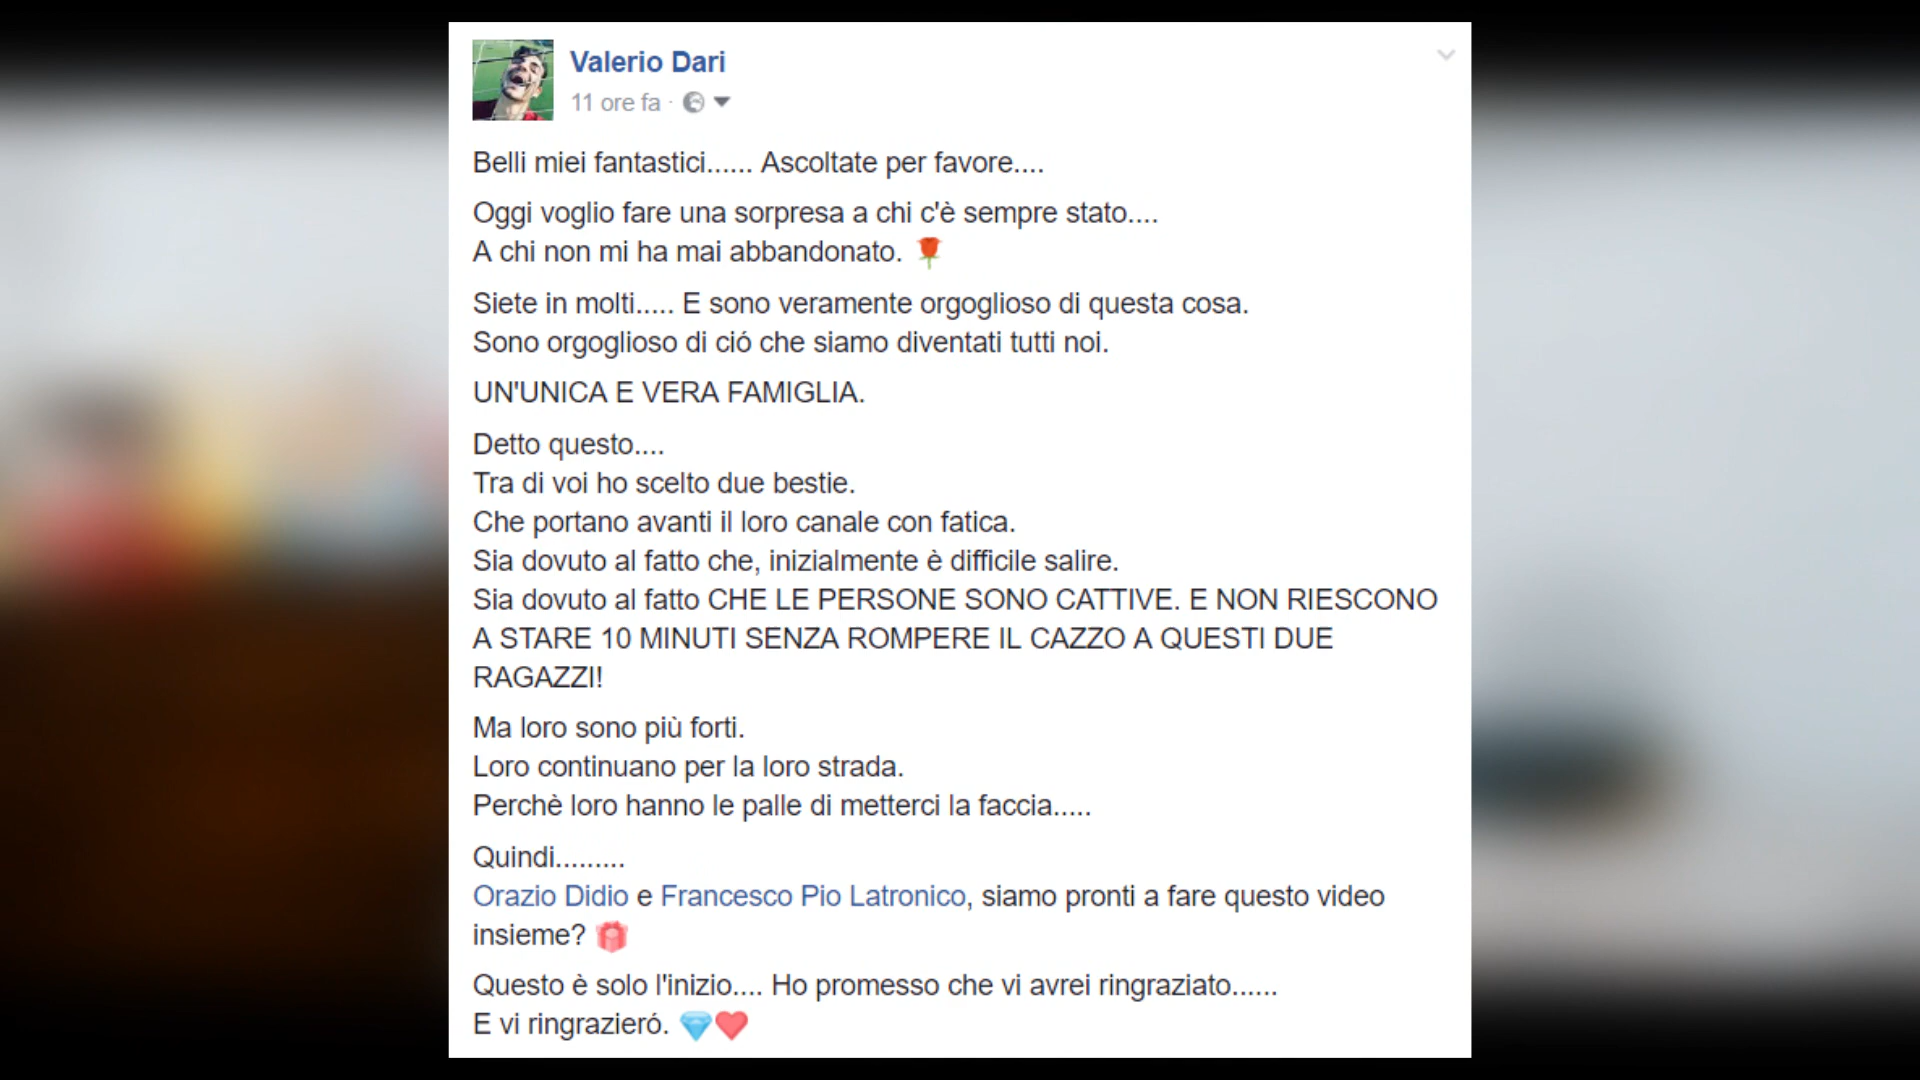 Valerio Dari
11 ore fa ·
Belli miei fantastici...... Ascoltate per favore....
Oggi voglio fare una sorpresa a chi c'è sempre stato....
A chi non mi ha mai abbandonato. 🌹
Siete in molti..... E sono veramente orgoglioso di questa cosa.
Sono orgoglioso di ció che siamo diventati tutti noi.
UN'UNICA E VERA FAMIGLIA.
Detto questo....
Tra di voi ho scelto due bestie.
Che portano avanti il loro canale con fatica.
Sia dovuto al fatto che, inizialmente è difficile salire.
Sia dovuto al fatto CHE LE PERSONE SONO CATTIVE. E NON RIESCONO
A STARE 10 MINUTI SENZA ROMPERE IL CAZZO A QUESTI DUE
RAGAZZI!
Ma loro sono più forti.
Loro continuano per la loro strada.
Perchè loro hanno le palle di metterci la faccia.....
Quindi.........
Orazio Didio e Francesco Pio Latronico, siamo pronti a fare questo video
insieme? 🎁
Questo è solo l'inizio.... Ho promesso che vi avrei ringraziato......
E vi ringrazieró. 💎❤️